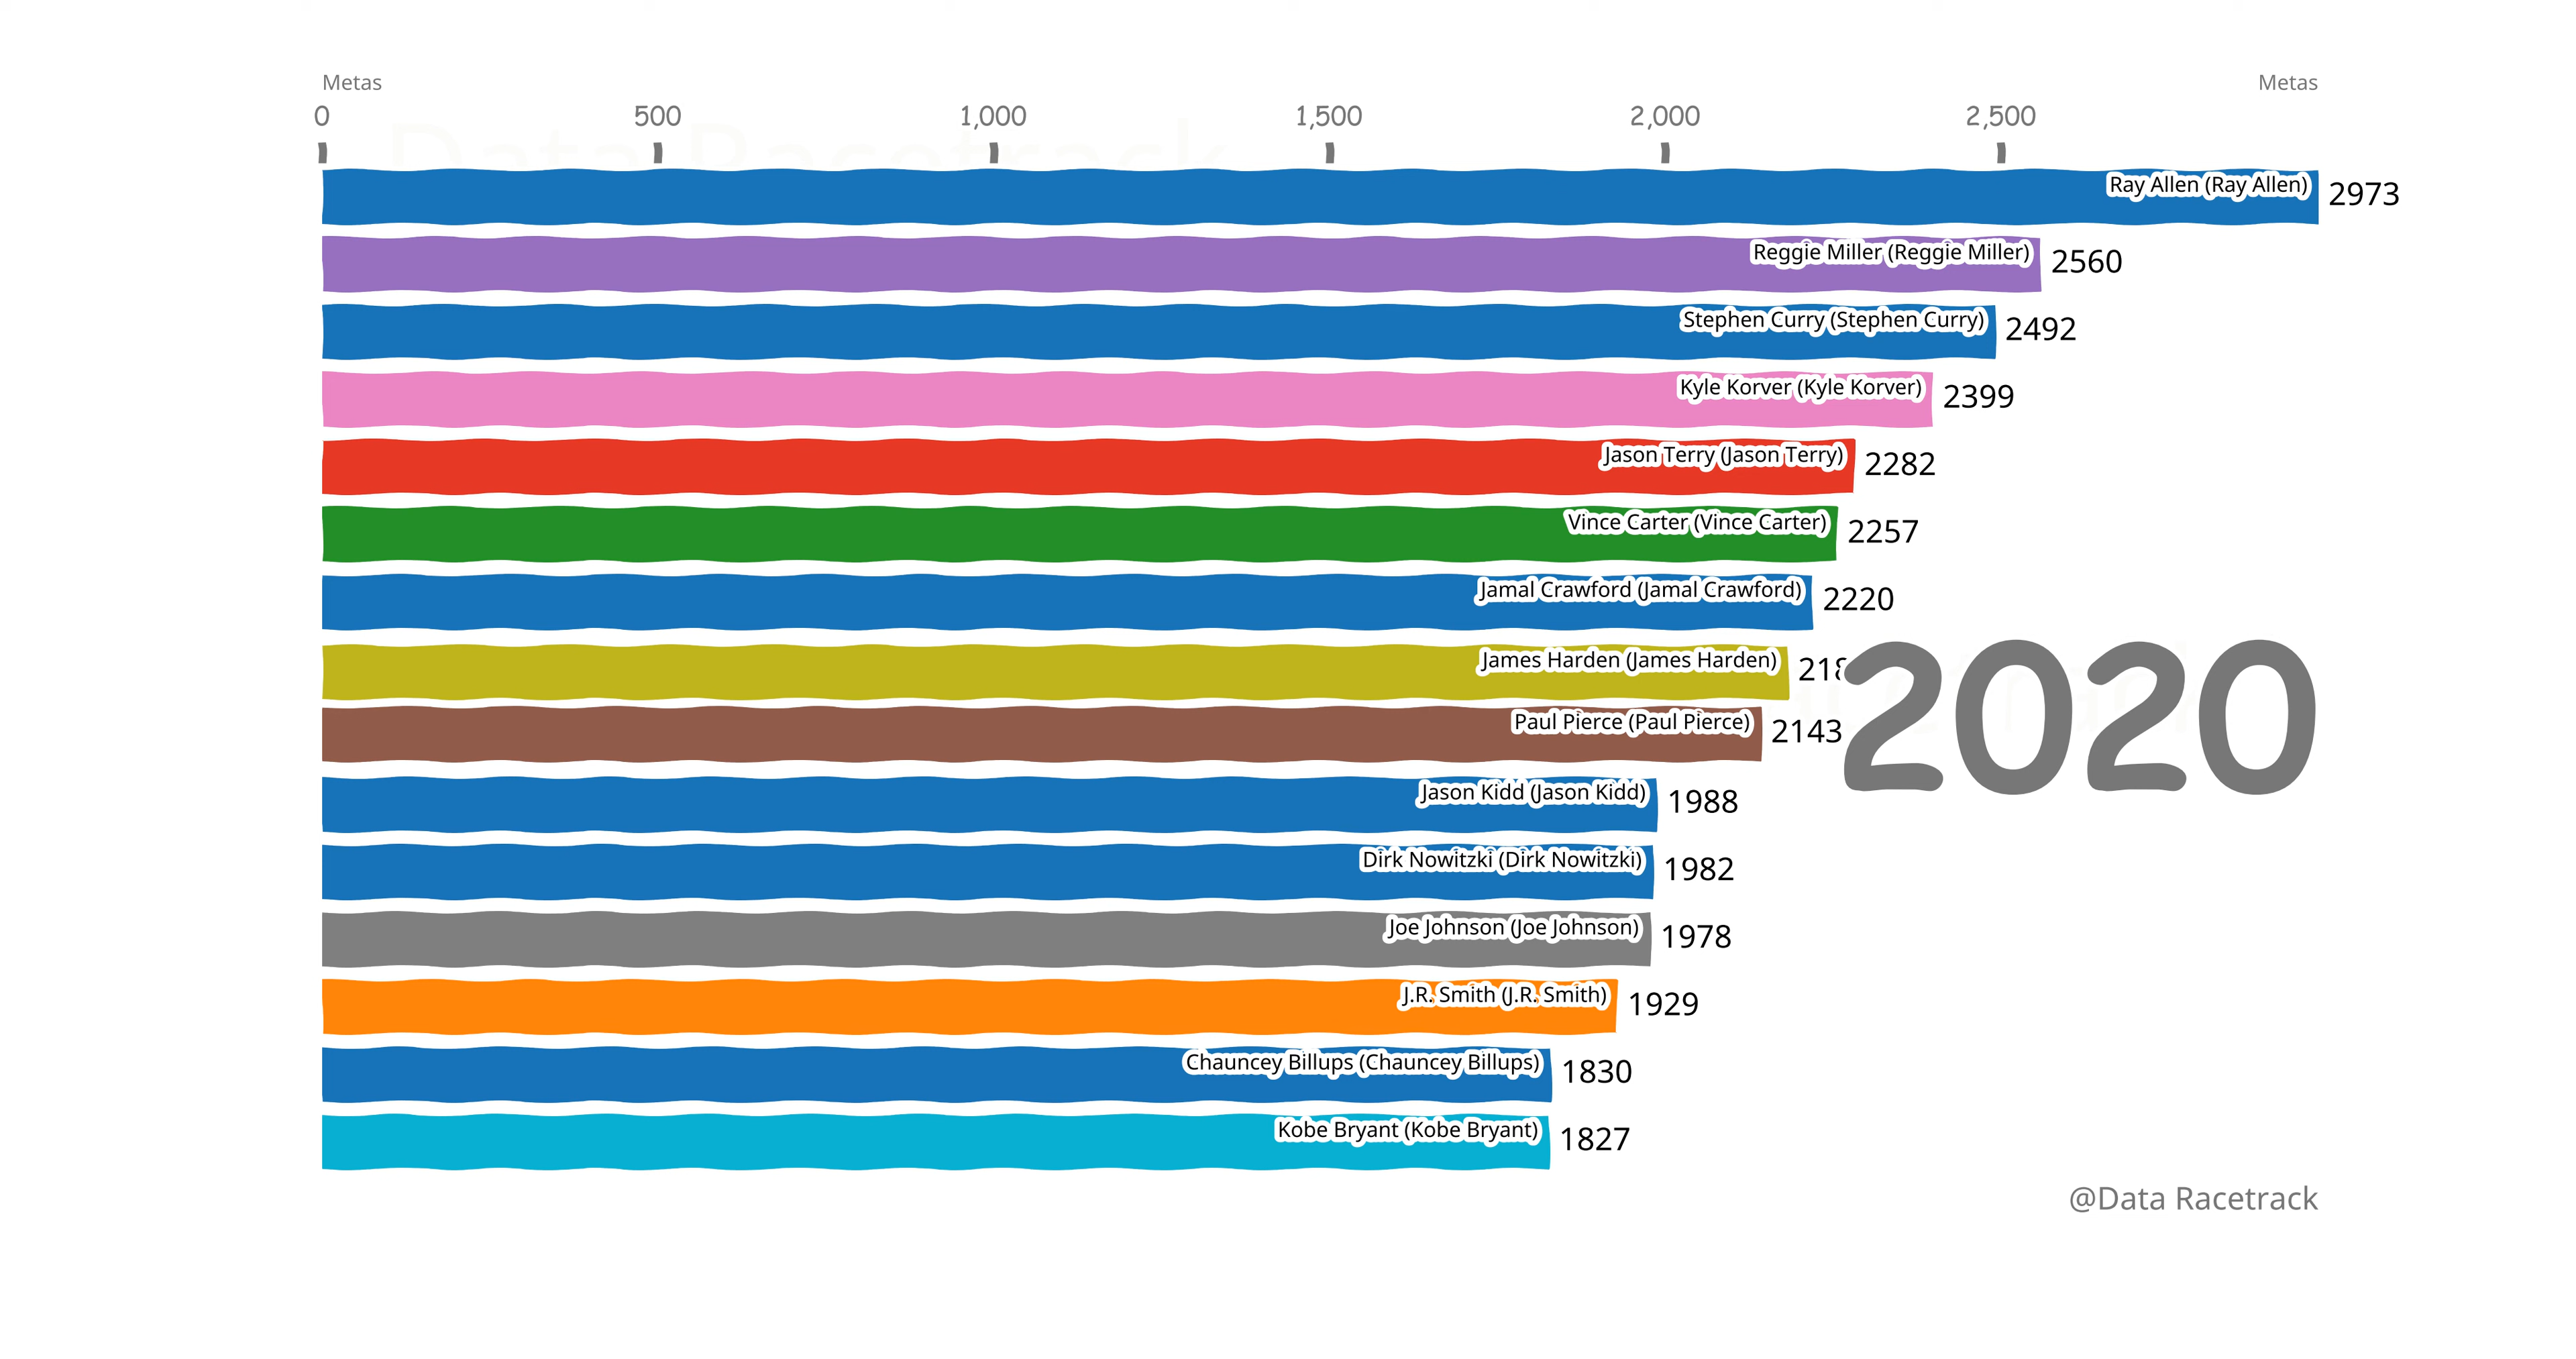 Metas Metas
0 500 1,000 1,500 2,000 2,500
Data Racetrack
Ray Allen (Ray Allen) 2973
Reggie Miller (Reggie Miller) 2560
Stephen Curry (Stephen Curry) 2492
Kyle Korver (Kyle Korver) 2399
Jason Terry (Jason Terry) 2282
Vince Carter (Vince Carter) 2257
Jamal Crawford (Jamal Crawford) 2220
James Harden (James Harden)
Paul Pierce (Paul Pierce) 2143
2020
Jason Kidd (Jason Kidd) 1988
Dirk Nowitzki (Dirk Nowitzki) 1982
Joe Johnson (Joe Johnson) 1978
J.R. Smith (J.R. Smith) 1929
Chauncey Billups (Chauncey Billups) 1830
Kobe Bryant (Kobe Bryant) 1827
@Data Racetrack